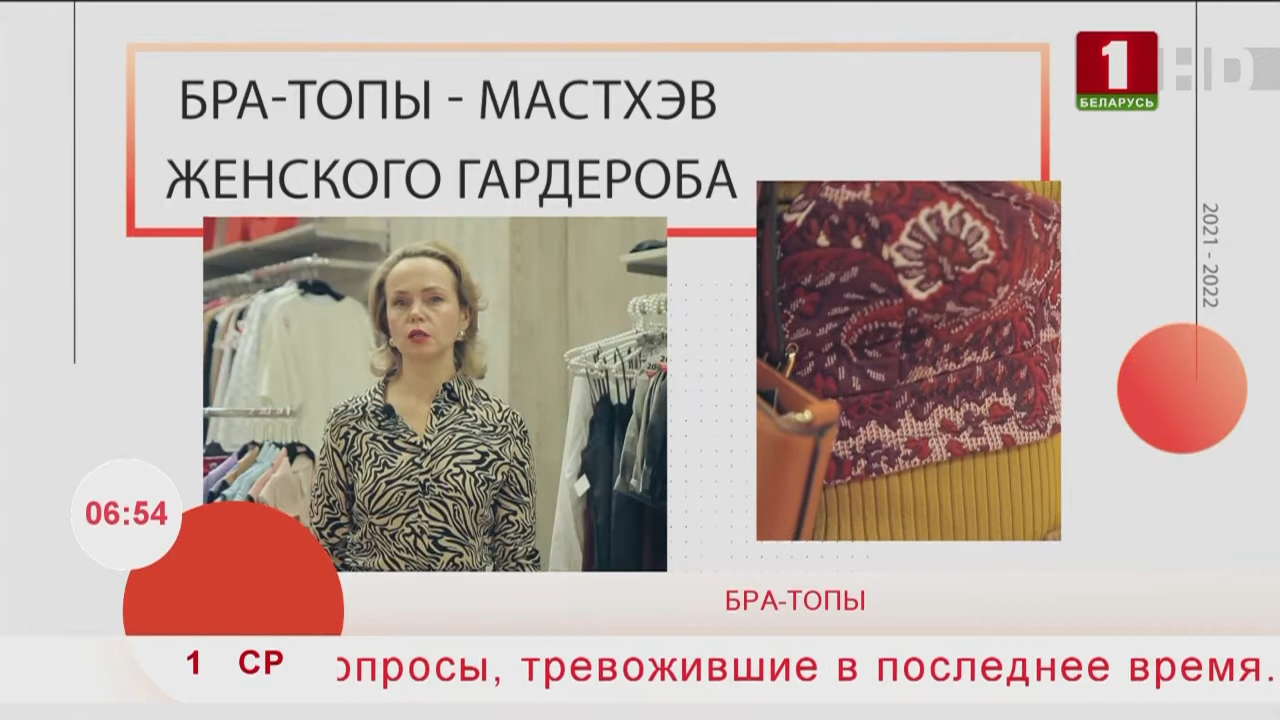 БРА-ТОПЫ - МАСТХЭВ
ЖЕНСКОГО ГАРДЕРОБА
1
HD
БЕЛАРУСЬ
2021 - 2022
06:54
БРА-ТОПЫ
1 СР
опросы, тревожившие в последнее время.